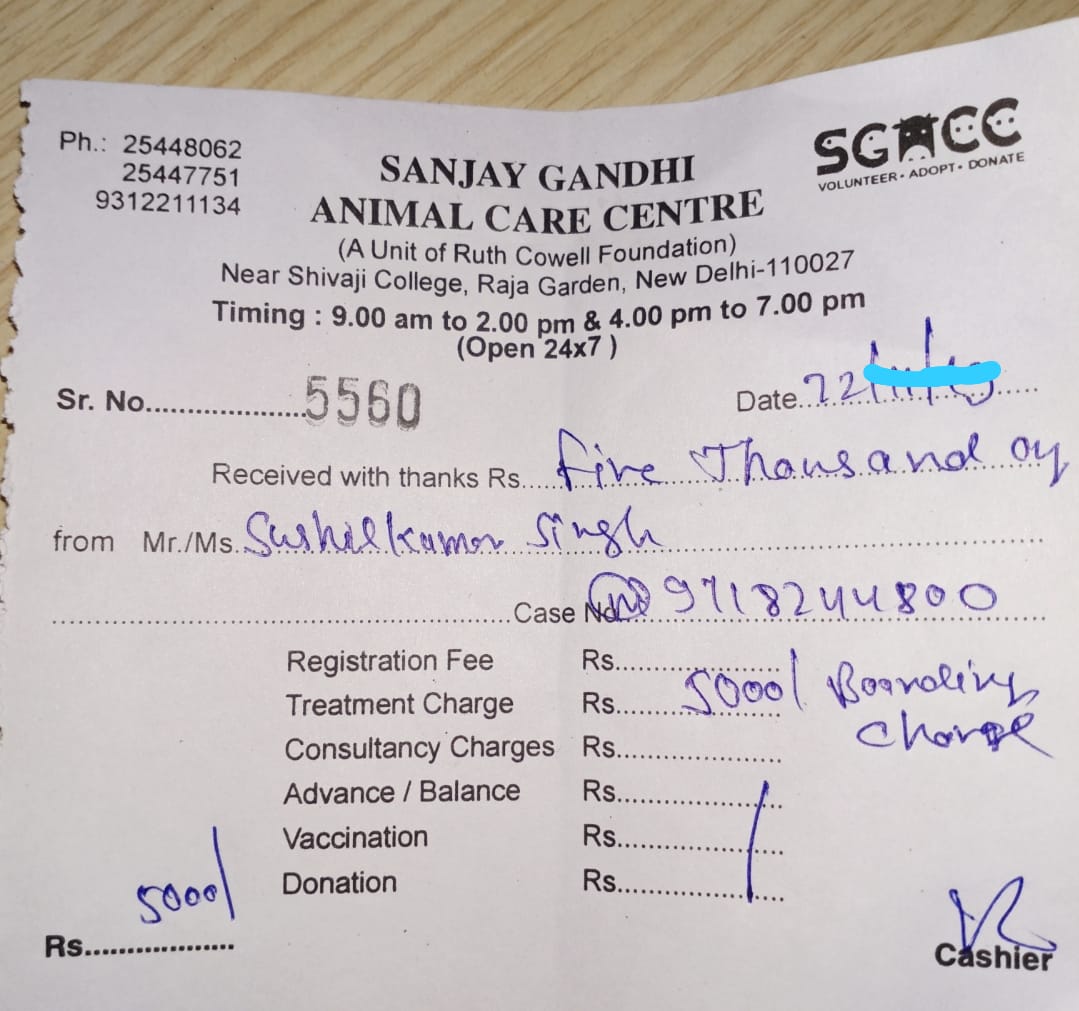 Ph.: 25448062
25447751
9312211134
SGACC
VOLUNTEER • ADOPT • DONATE
SANJAY GANDHI
ANIMAL CARE CENTRE
(A Unit of Ruth Cowell Foundation)
Near Shivaji College, Raja Garden, New Delhi-110027
Timing : 9.00 am to 2.00 pm & 4.00 pm to 7.00 pm
(Open 24x7 )
Sr. No. 5560 Date 22/
Received with thanks Rs. five Thousand oy
from Mr./Ms. Sushil kumar Singh
Case No. 9718244800
Registration Fee Rs.
Treatment Charge Rs. 5000/ Boarding
Charge
Consultancy Charges Rs.
Advance / Balance Rs.
Vaccination Rs.
Donation Rs.
Rs. 5000/
Cashier